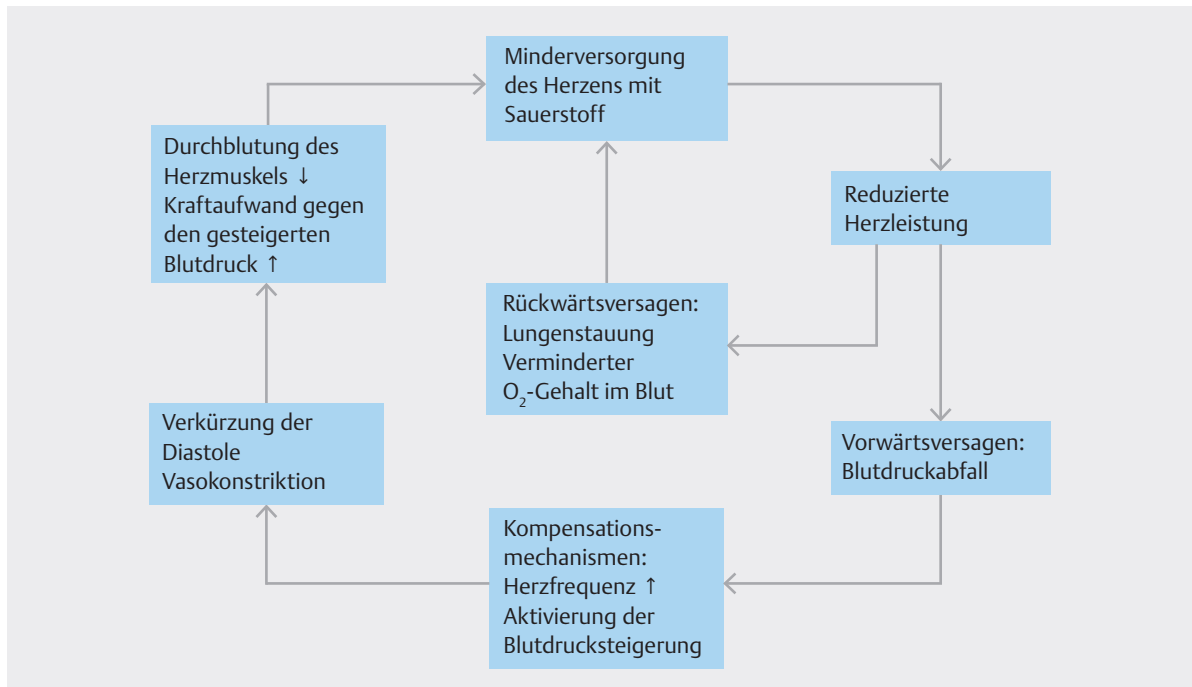 Minderversorgung
des Herzens mit
Sauerstoff
Durchblutung des
Herzmuskels ↓
Kraftaufwand gegen
den gesteigerten
Blutdruck ↑
Reduzierte
Herzleistung
Rückwärtsversagen:
Lungenstauung
Verminderter
O₂-Gehalt im Blut
Verkürzung der
Diastole
Vasokonstriktion
Vorwärtsversagen:
Blutdruckabfall
Kompensations-
mechanismen:
Herzfrequenz ↑
Aktivierung der
Blutdrucksteigerung